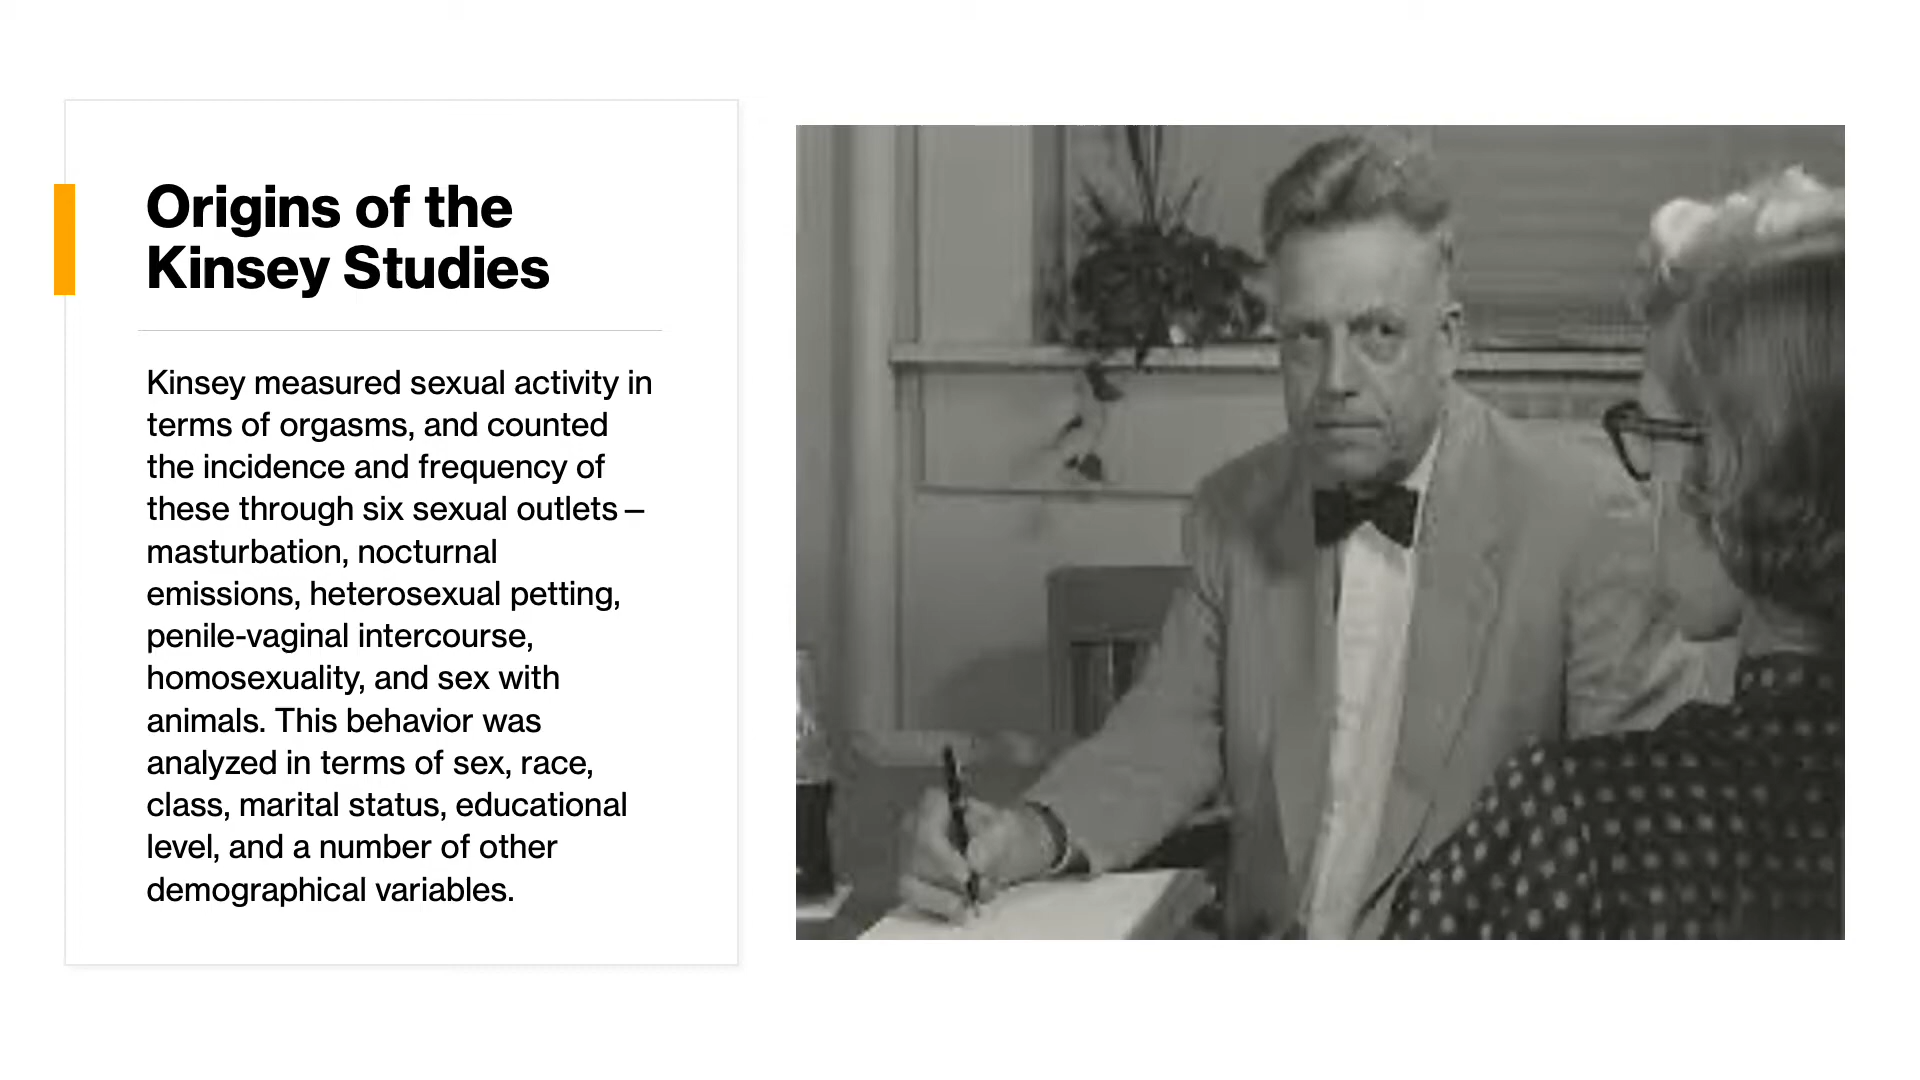 Origins of the
Kinsey Studies
Kinsey measured sexual activity in
terms of orgasms, and counted
the incidence and frequency of
these through six sexual outlets—
masturbation, nocturnal
emissions, heterosexual petting,
penile-vaginal intercourse,
homosexuality, and sex with
animals. This behavior was
analyzed in terms of sex, race,
class, marital status, educational
level, and a number of other
demographical variables.